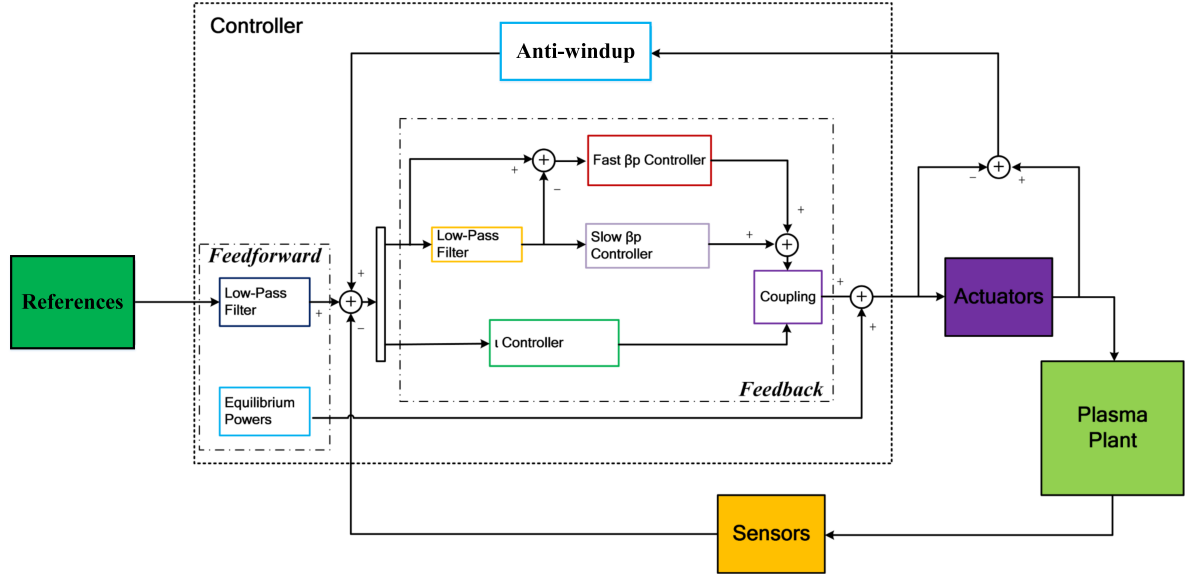 Controller
Anti-windup
+
Fast βp Controller
+
−
+
−
+
+
Low-Pass
Filter
Slow βp
Controller
+
+
Feedforward
References
Low-Pass
Filter
+
+
+
−
Coupling
+
+
+
Actuators
ι Controller
Feedback
Equilibrium
Powers
Plasma
Plant
Sensors